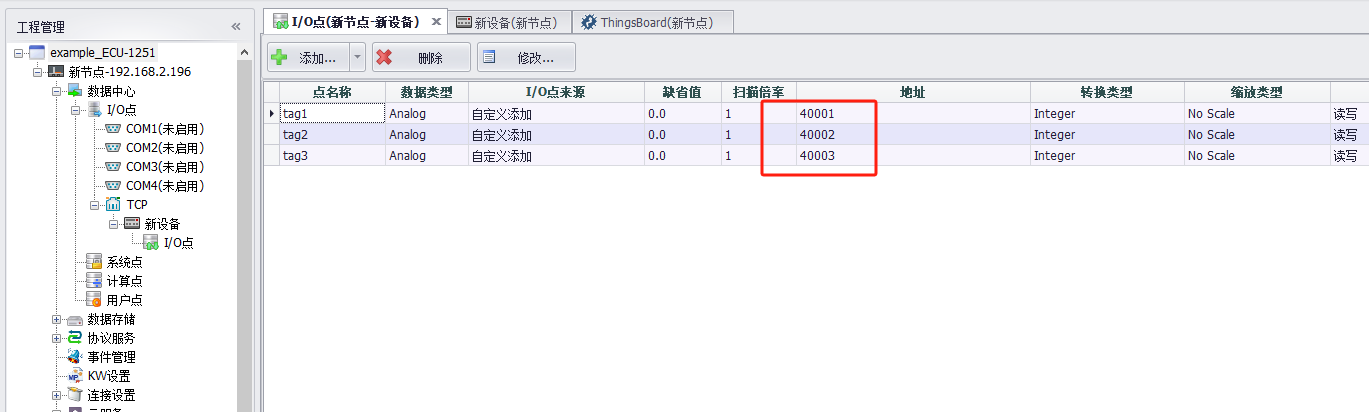 工程管理
«
I/O点(新节点-新设备)
新设备(新节点)
ThingsBoard(新节点)
添加...
删除
修改...
example_ECU-1251
新节点-192.168.2.196
数据中心
I/O点
COM1(未启用)
COM2(未启用)
COM3(未启用)
COM4(未启用)
TCP
新设备
I/O点
系统点
计算点
用户点
数据存储
协议服务
事件管理
KW设置
连接设置
点名称 数据类型 I/O点来源 缺省值 扫描倍率 地址 转换类型 缩放类型
tag1 Analog 自定义添加 0.0 1 40001 Integer No Scale 读写
tag2 Analog 自定义添加 0.0 1 40002 Integer No Scale 读写
tag3 Analog 自定义添加 0.0 1 40003 Integer No Scale 读写